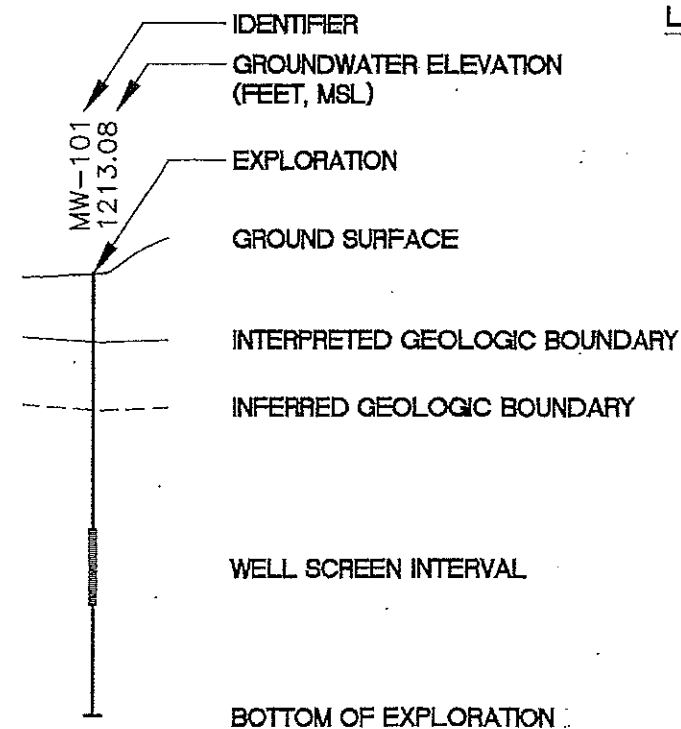 IDENTIFIER
GROUNDWATER ELEVATION
(FEET, MSL)
MW-101
1213.08
EXPLORATION
GROUND SURFACE
INTERPRETED GEOLOGIC BOUNDARY
INFERRED GEOLOGIC BOUNDARY
WELL SCREEN INTERVAL
BOTTOM OF EXPLORATION